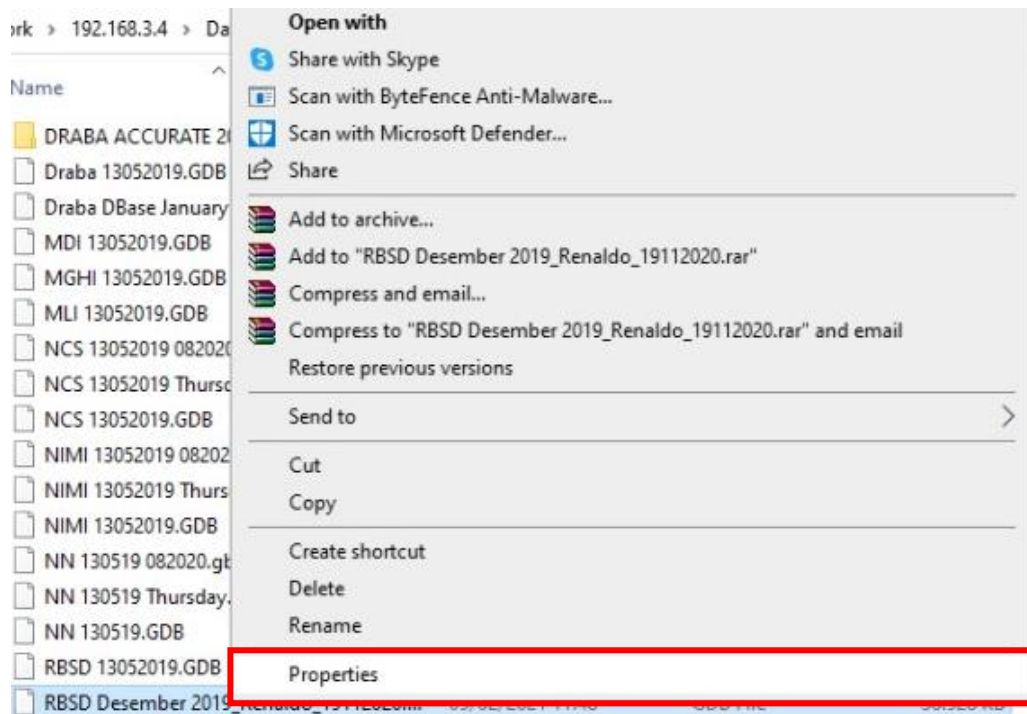 ork > 192.168.3.4 > Da
Name
DRABA ACCURATE 20
Draba 13052019.GDB
Draba DBase January
MDI 13052019.GDB
MGHI 13052019.GDB
MLI 13052019.GDB
NCS 13052019 082020
NCS 13052019 Thursd
NCS 13052019.GDB
NIMI 13052019 08202
NIMI 13052019 Thurs
NIMI 13052019.GDB
NN 130519 082020.gb
NN 130519 Thursday.
NN 130519.GDB
RBSD 13052019.GDB
RBSD Desember 2019_Renaldo_19112020
Open with
Share with Skype
Scan with ByteFence Anti-Malware...
Scan with Microsoft Defender...
Share
Add to archive...
Add to "RBSD Desember 2019_Renaldo_19112020.rar"
Compress and email...
Compress to "RBSD Desember 2019_Renaldo_19112020.rar" and email
Restore previous versions
Send to
Cut
Copy
Create shortcut
Delete
Rename
Properties